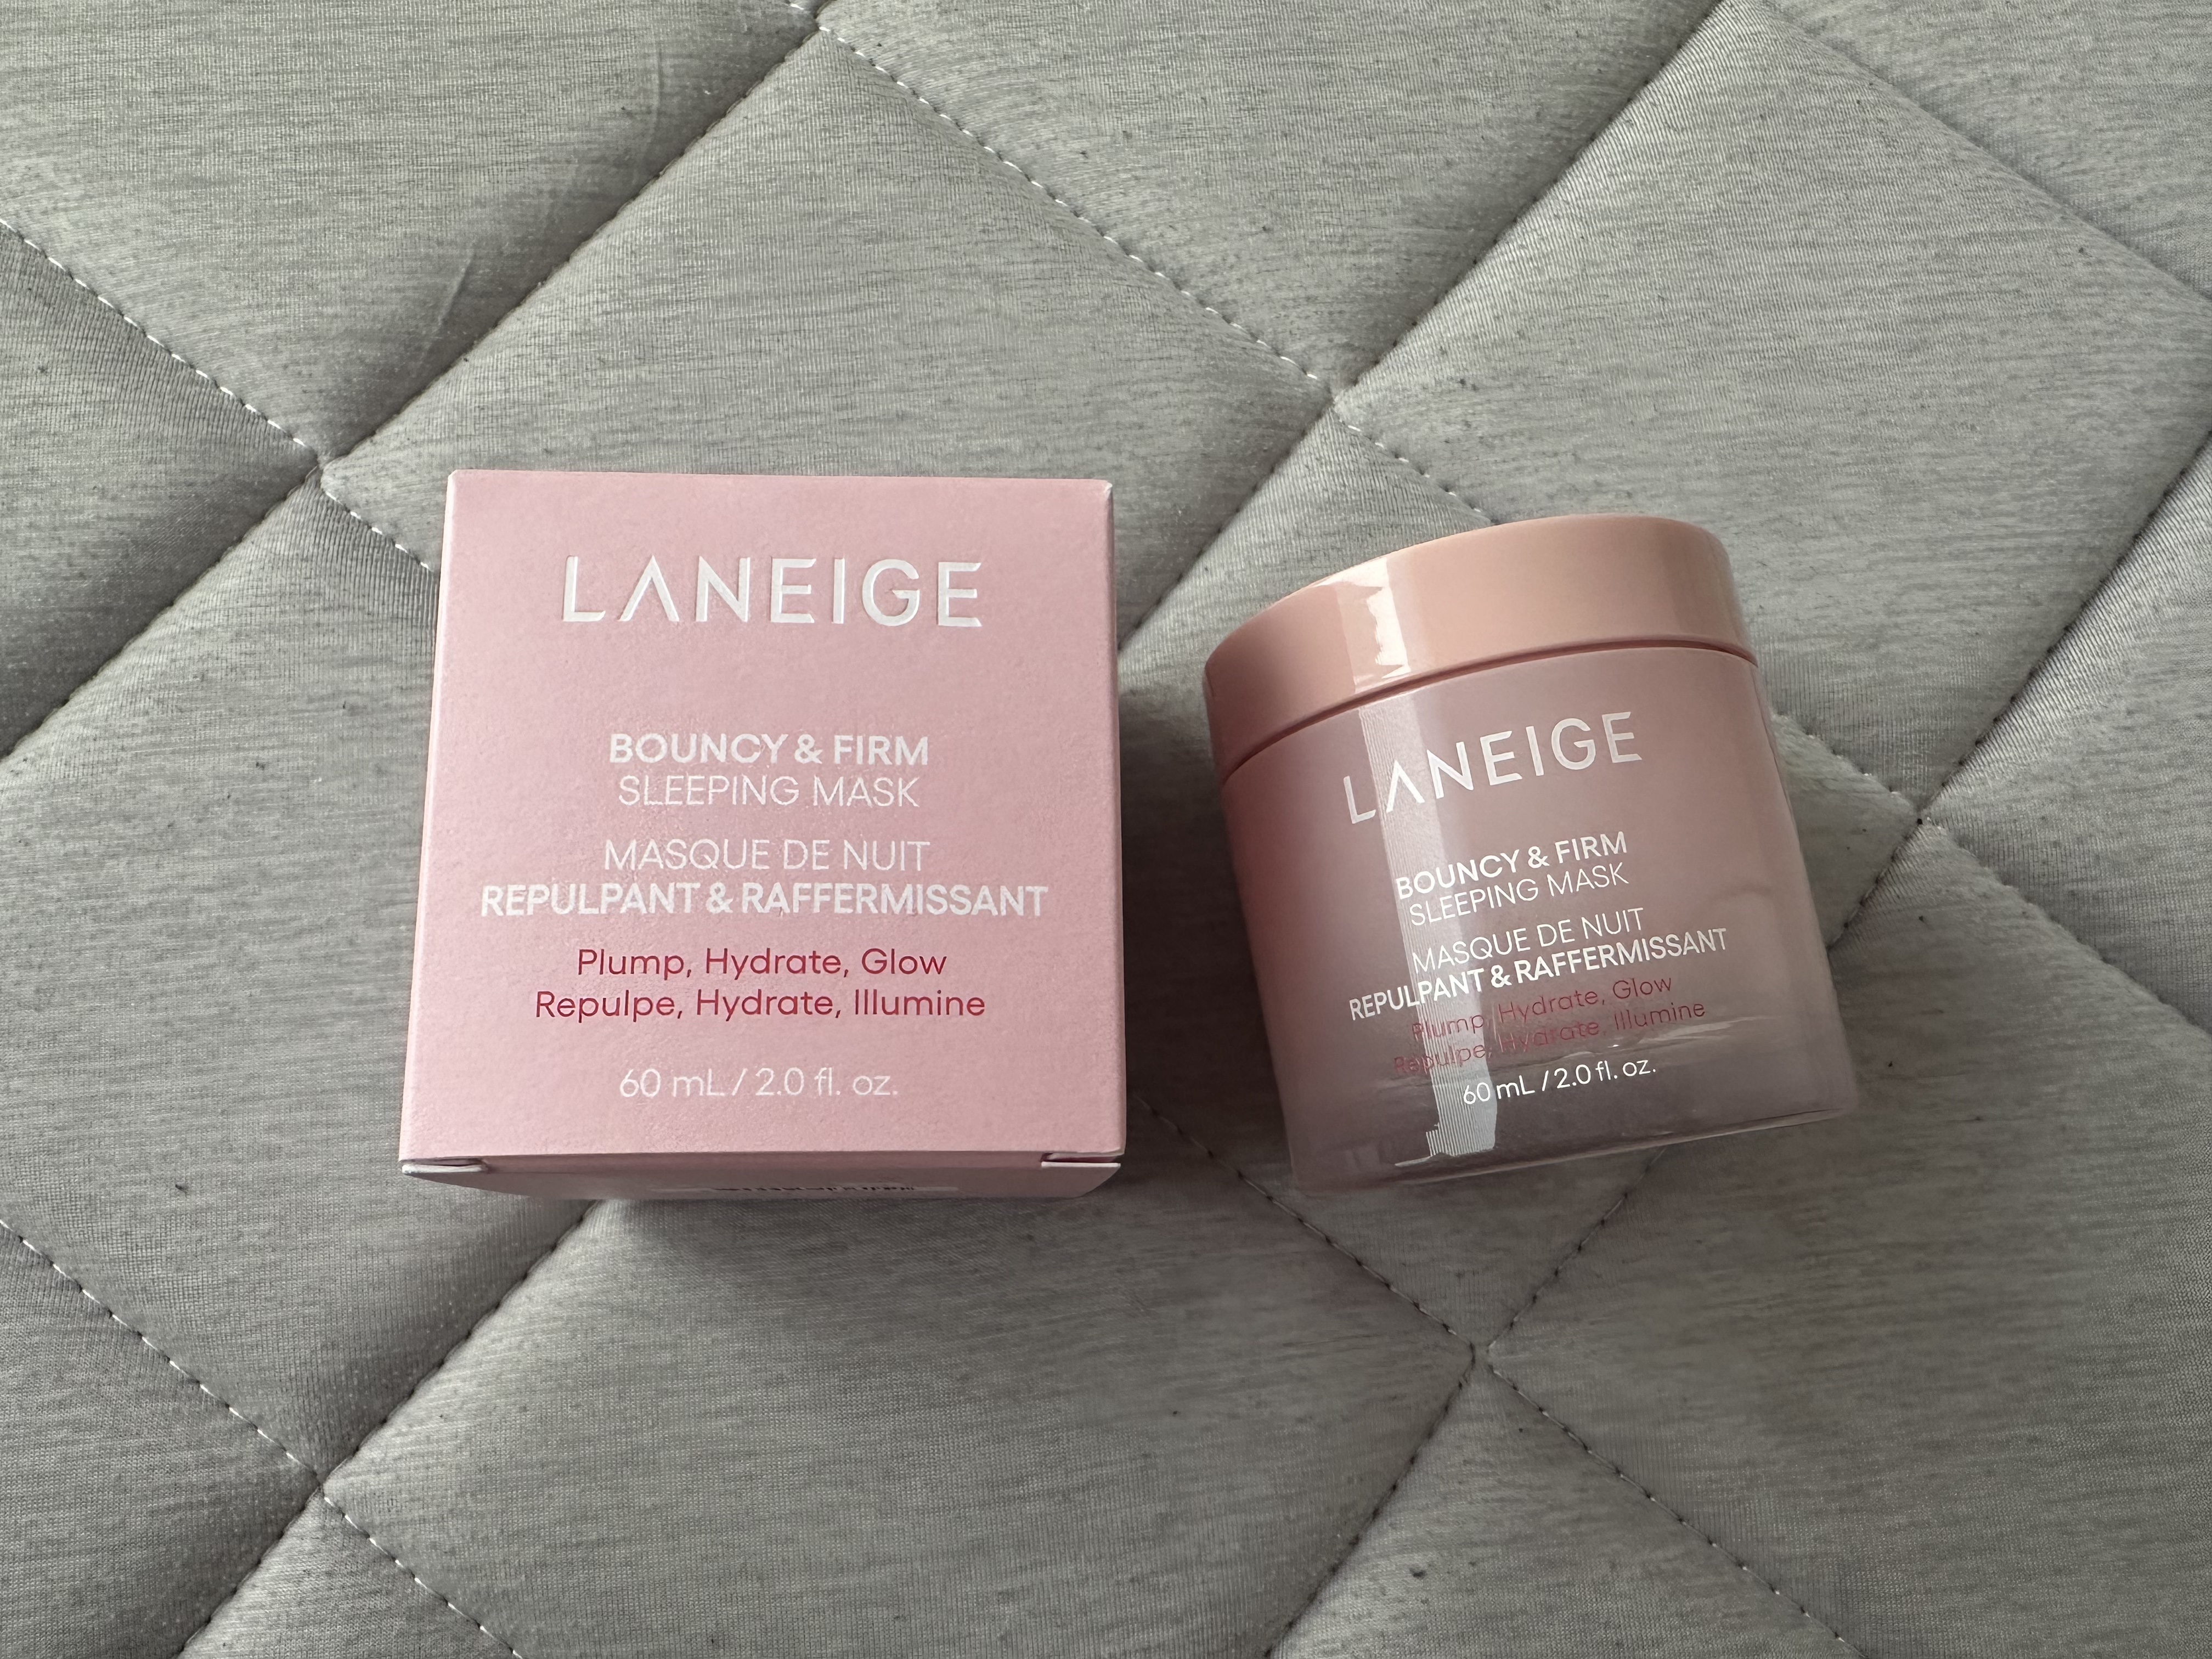 LANEIGE
BOUNCY & FIRM
SLEEPING MASK
MASQUE DE NUIT
REPULPANT & RAFFERMISSANT
Plump, Hydrate, Glow
Repulpe, Hydrate, Illumine
60 mL / 2.0 fl. oz.
LANEIGE
BOUNCY & FIRM
SLEEPING MASK
MASQUE DE NUIT
REPULPANT & RAFFERMISSANT
Plump, Hydrate, Glow
Repulpe, Hydrate, Illumine
60 mL / 2.0 fl. oz.